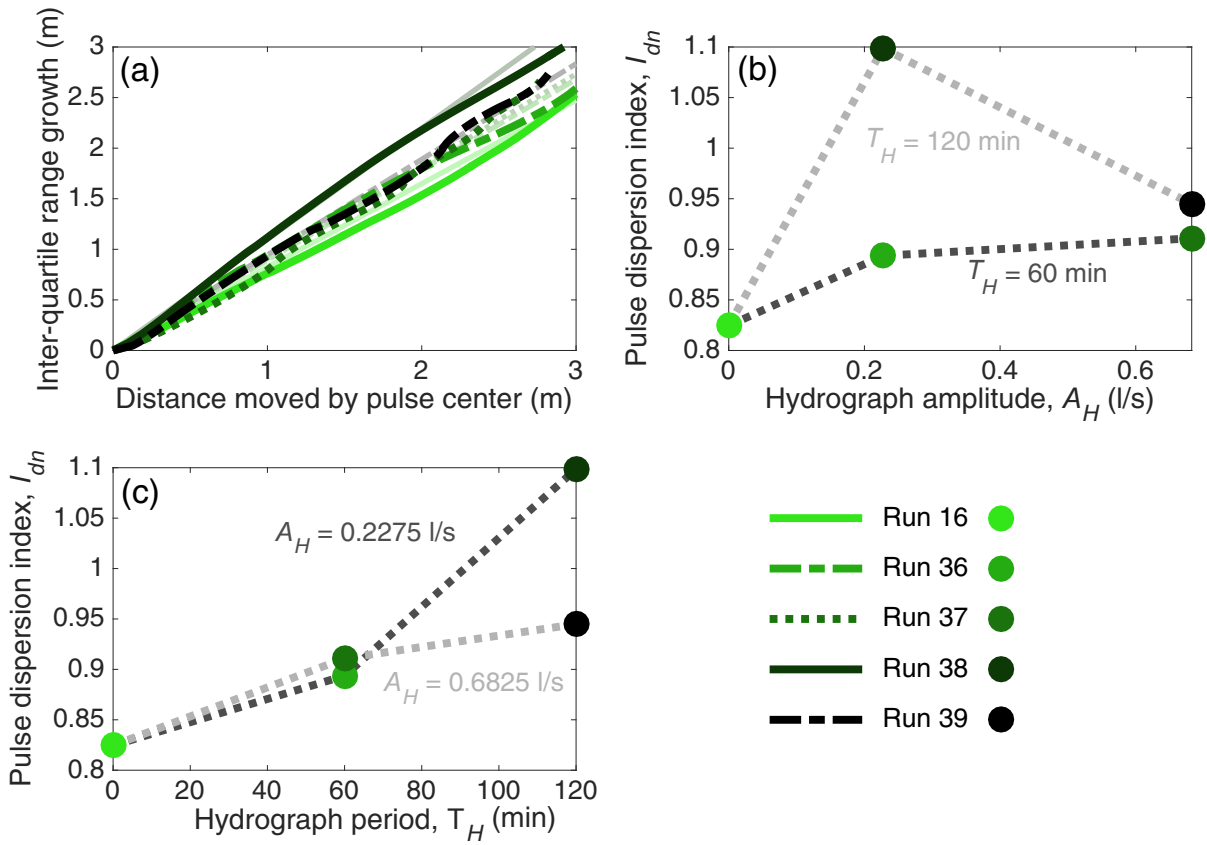 (a)
Inter-quartile range growth (m)
3
2.5
2
1.5
1
0.5
0
0 1 2 3
Distance moved by pulse center (m)
(b)
Pulse dispersion index, I_dn
1.1
1.05
1
0.95
0.9
0.85
0.8
T_H = 120 min
T_H = 60 min
0 0.2 0.4 0.6
Hydrograph amplitude, A_H (l/s)
(c)
Pulse dispersion index, I_dn
1.1
1.05
1
0.95
0.9
0.85
0.8
A_H = 0.2275 l/s
A_H = 0.6825 l/s
0 20 40 60 80 100 120
Hydrograph period, T_H (min)
Run 16
Run 36
Run 37
Run 38
Run 39